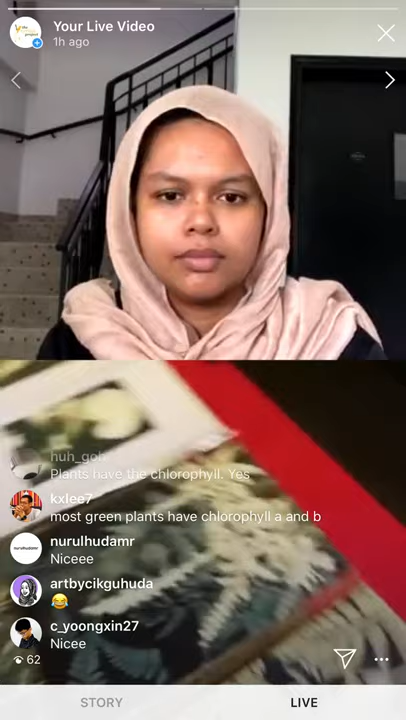 Your Live Video
1h ago
huh_goh
Plants have the chlorophyll. Yes
kxlee7
most green plants have chlorophyll a and b
nurulhudamr
Niceee
artbycikguhuda
😂
c_yoongxin27
Nicee
62
STORY
LIVE